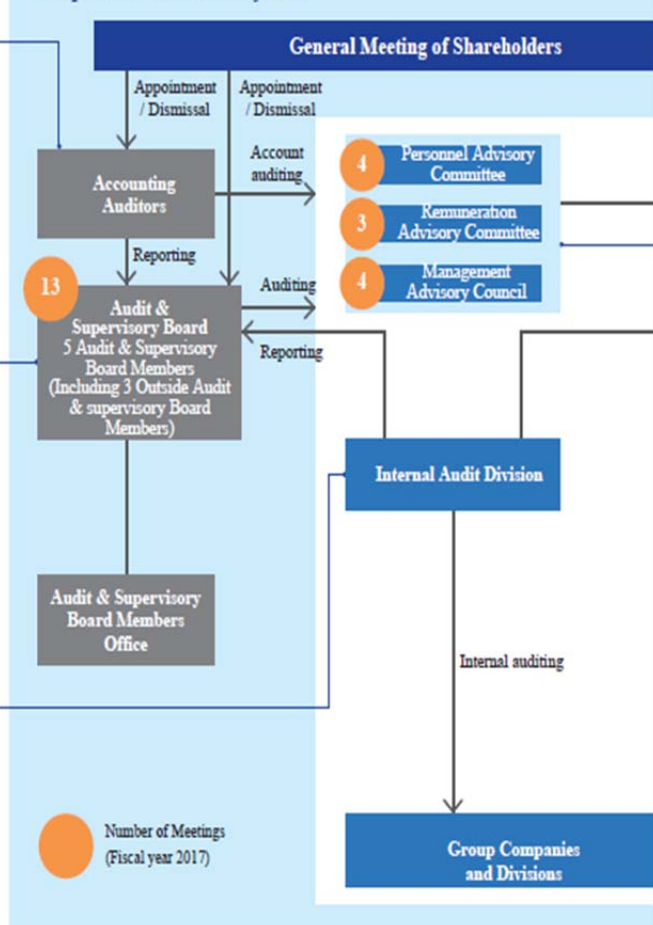 General Meeting of Shareholders
Appointment
/ Dismissal
Appointment
/ Dismissal
Accounting
Auditors
Account
auditing
4
Personnel Advisory
Committee
3
Remuneration
Advisory Committee
4
Management
Advisory Council
Reporting
13
Audit &
Supervisory Board
5 Audit & Supervisory
Board Members
(Including 3 Outside Audit
& supervisory Board
Members)
Auditing
Reporting
Internal Audit Division
Audit & Supervisory
Board Members
Office
Internal auditing
Number of Meetings
(Fiscal year 2017)
Group Companies
and Divisions